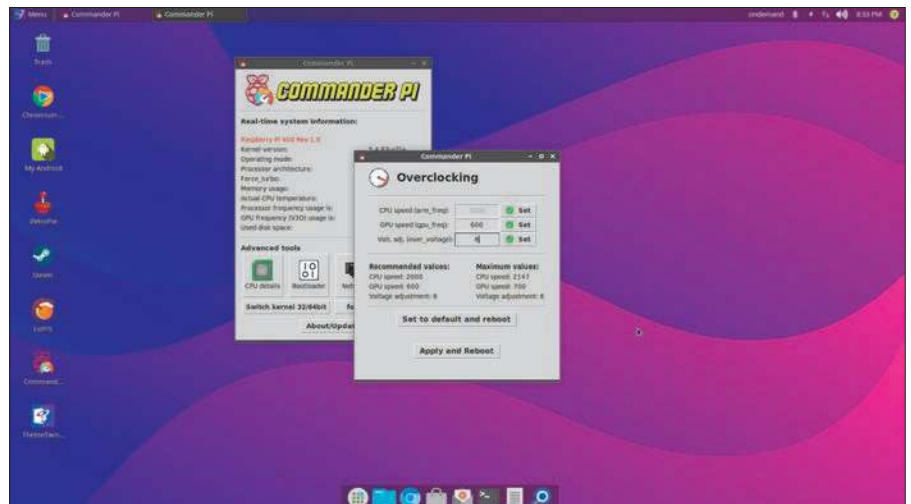 Menu
Commander Pi
Commander Pi
ondemand
8:33 PM
Trash
Chromium...
My Android
RetroPie
Steam
Lutris
Command...
Commander Pi
COMMANDER PI
Real-time system information:
Raspberry Pi 400 Rev 1.0
Kernel version:
Operating mode:
Processor architecture:
Force_turbo:
Memory usage:
Actual CPU temperature:
Processor frequency usage is:
GPU frequency (V3D) usage is:
Used disk space:
Advanced tools
CPU details
Bootloader
Switch kernel 32/64bit
About/Updat
Commander Pi
Overclocking
CPU speed (arm_freq):
Set
GPU speed (gpu_freq):
600
Set
Volt. adj. (over_voltage):
6
Set
Recommended values:
CPU speed: 2000
GPU speed: 600
Voltage adjustment: 6
Maximum values:
CPU speed: 2147
GPU speed: 700
Voltage adjustment: 6
Set to default and reboot
Apply and Reboot